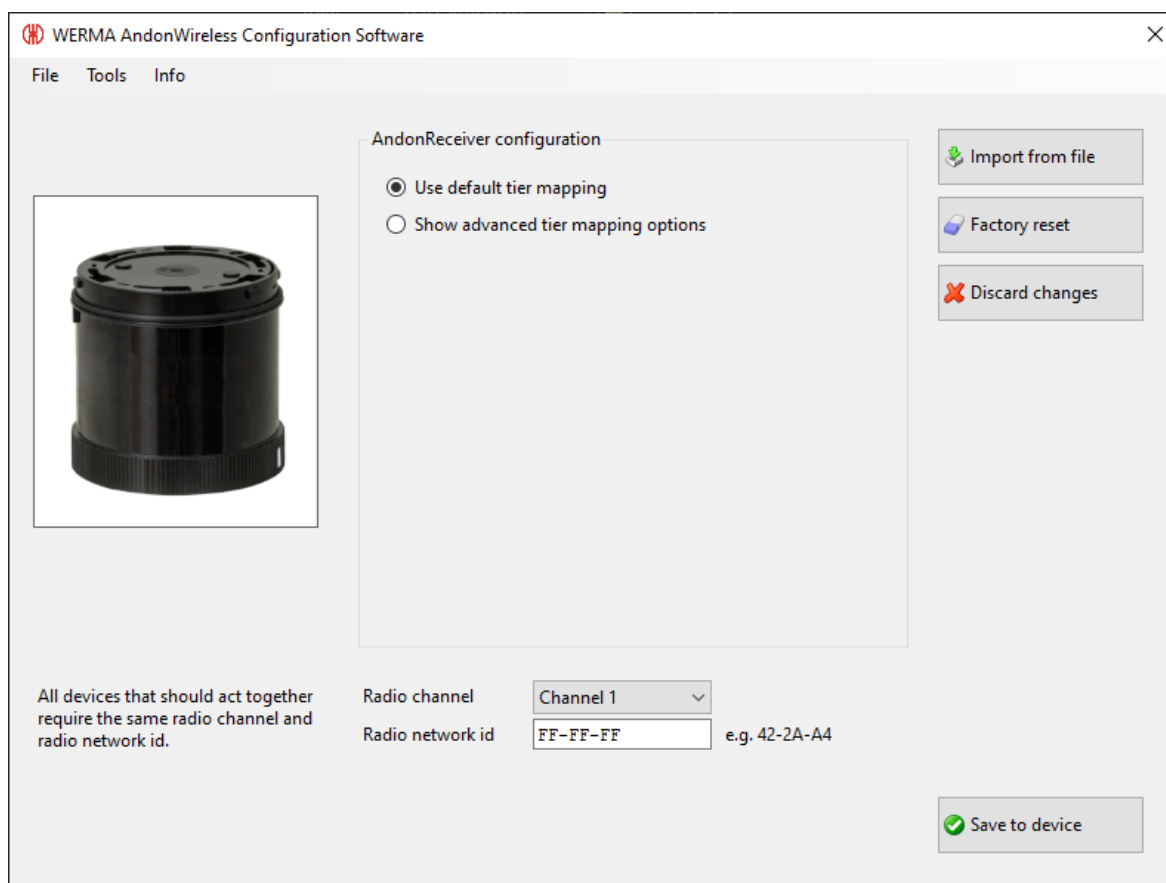 WERMA AndonWireless Configuration Software
File Tools Info
AndonReceiver configuration
Use default tier mapping
Show advanced tier mapping options
Import from file
Factory reset
Discard changes
All devices that should act together
require the same radio channel and
radio network id.
Radio channel Channel 1
Radio network id FF-FF-FF e.g. 42-2A-A4
Save to device